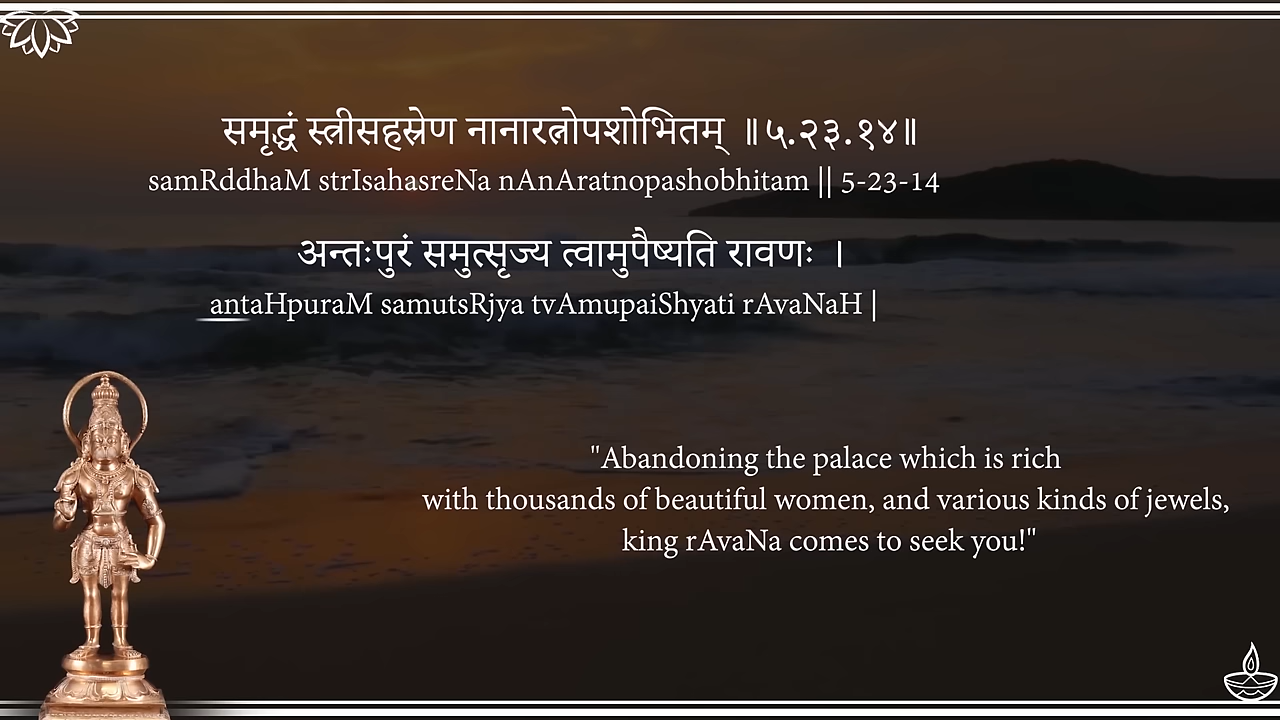 समृद्धं स्त्रीसहस्रेण नानारत्नोपशोभितम् ॥५.२३.१४॥
samRddhaM strIsahasreNa nAnAratnopashobhitam || 5-23-14
अन्तःपुरं समुत्सृज्य त्वामुपैष्यति रावणः ।
antaHpuraM samutsRjya tvAmupaiShyati rAvaNaH |
"Abandoning the palace which is rich
with thousands of beautiful women, and various kinds of jewels,
king rAvaNa comes to seek you!"